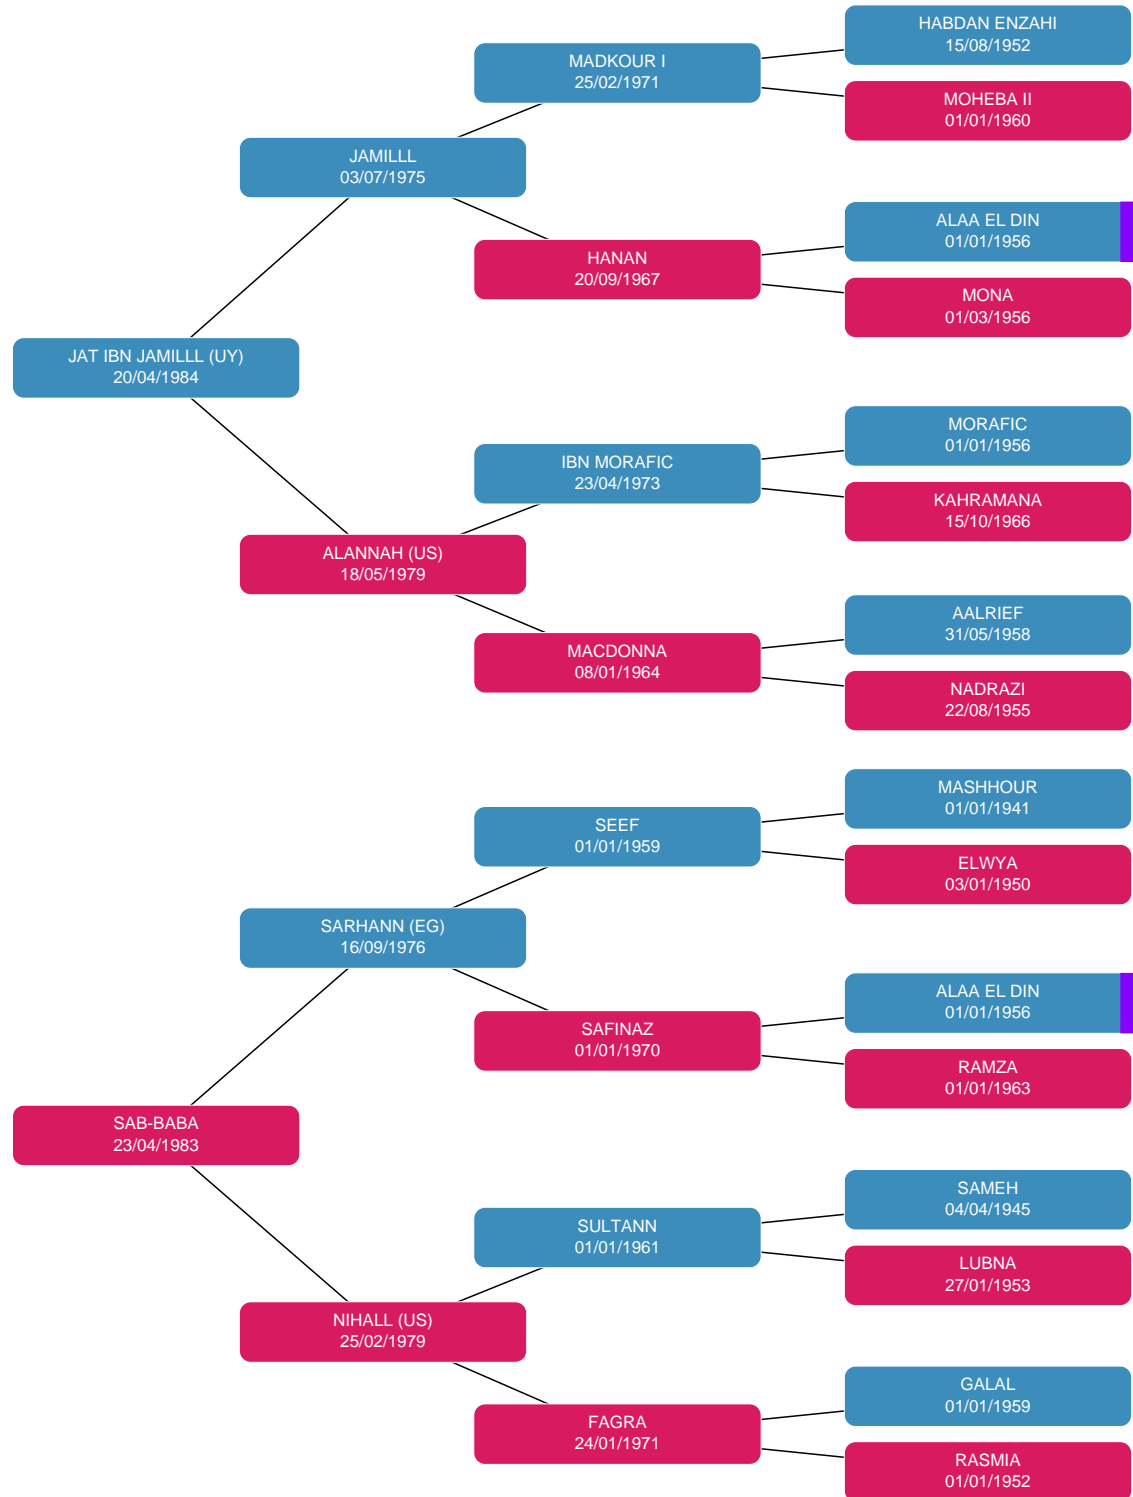 HABDAN ENZAHI
15/08/1952
MADKOUR I
25/02/1971
MOHEBA II
01/01/1960
JAMILLL
03/07/1975
ALAA EL DIN
01/01/1956
HANAN
20/09/1967
MONA
01/03/1956
JAT IBN JAMILLL (UY)
20/04/1984
MORAFIC
01/01/1956
IBN MORAFIC
23/04/1973
KAHRAMANA
15/10/1966
ALANNAH (US)
18/05/1979
AALRIEF
31/05/1958
MACDONNA
08/01/1964
NADRAZI
22/08/1955
MASHHOUR
01/01/1941
SEEF
01/01/1959
ELWYA
03/01/1950
SARHANN (EG)
16/09/1976
ALAA EL DIN
01/01/1956
SAFINAZ
01/01/1970
RAMZA
01/01/1963
SAB-BABA
23/04/1983
SAMEH
04/04/1945
SULTANN
01/01/1961
LUBNA
27/01/1953
NIHALL (US)
25/02/1979
GALAL
01/01/1959
FAGRA
24/01/1971
RASMIA
01/01/1952